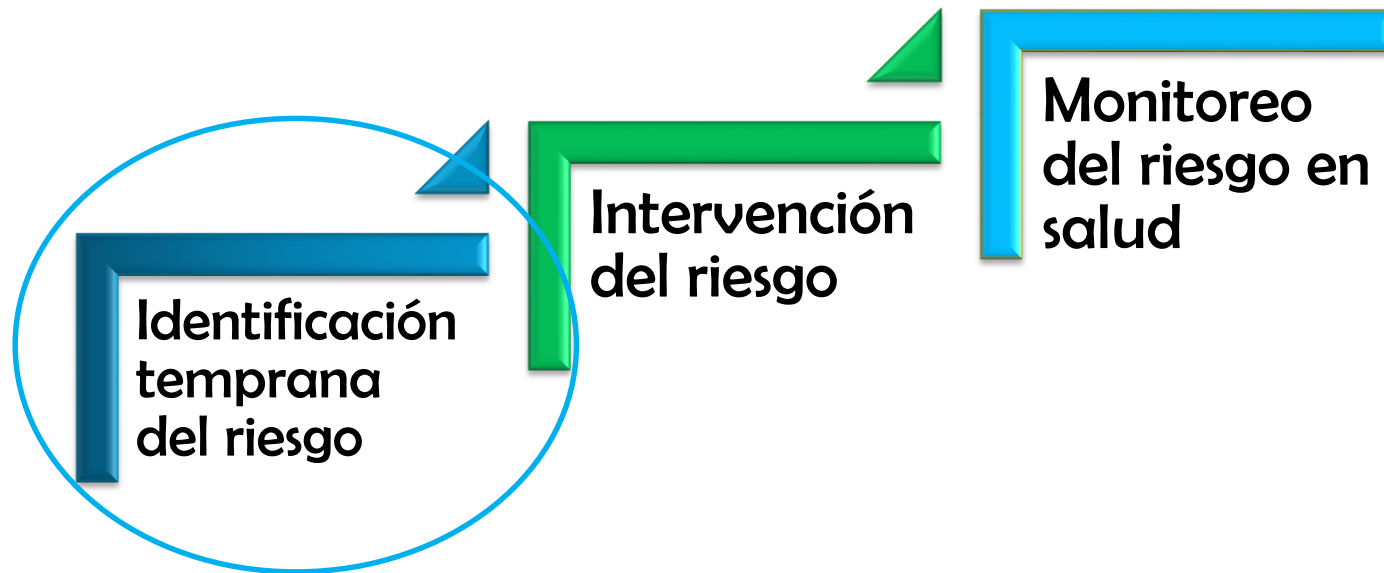 Identificación
temprana
del riesgo
Intervención
del riesgo
Monitoreo
del riesgo en
salud